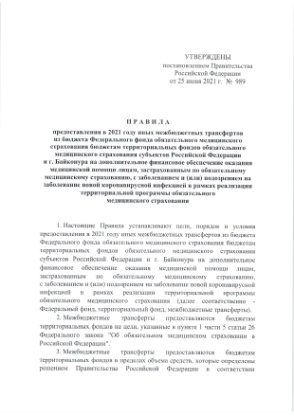 УТВЕРЖДЕНЫ
постановлением Правительства
Российской Федерации
от 25 июня 2021 г. № 989
П Р А В И Л А
предоставления в 2021 году иных межбюджетных трансфертов
из бюджета Федерального фонда обязательного медицинского
страхования бюджетам территориальных фондов обязательного
медицинского страхования субъектов Российской Федерации
и г. Байконура на дополнительное финансовое обеспечение оказания
медицинской помощи лицам, застрахованным по обязательному
медицинскому страхованию, с заболеванием и (или) подозрением на
заболевание новой коронавирусной инфекцией в рамках реализации
территориальной программы обязательного
медицинского страхования
1. Настоящие Правила устанавливают цели, порядок и условия
предоставления в 2021 году иных межбюджетных трансфертов из бюджета
Федерального фонда обязательного медицинского страхования бюджетам
территориальных фондов обязательного медицинского страхования
субъектов Российской Федерации и г. Байконура на дополнительное
финансовое обеспечение оказания медицинской помощи лицам,
застрахованным по обязательному медицинскому страхованию,
с заболеванием и (или) подозрением на заболевание новой коронавирусной
инфекцией в рамках реализации территориальной программы
обязательного медицинского страхования (далее соответственно -
Федеральный фонд, территориальный фонд, межбюджетные трансферты).
2. Межбюджетные трансферты предоставляются бюджетам
территориальных фондов на цели, указанные в пункте 1 части 5 статьи 26
Федерального закона "Об обязательном медицинском страховании в
Российской Федерации".
3. Межбюджетные трансферты предоставляются бюджетам
территориальных фондов в пределах объема средств, которые определены
решением Правительства Российской Федерации в соответствии